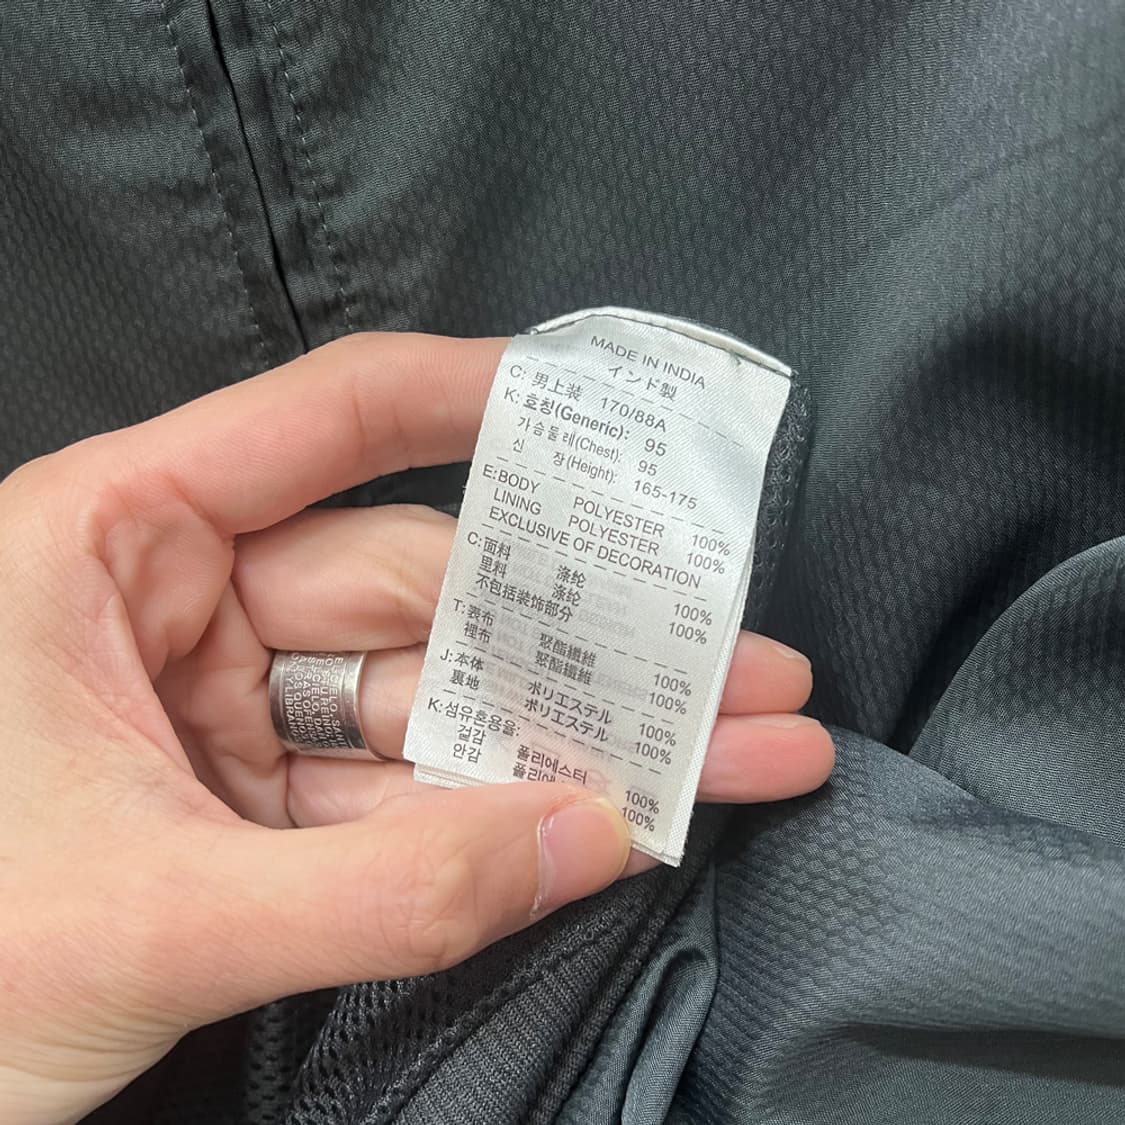 MADE IN INDIA
インド製
C: 男上装 170/88A
K: 호칭(Generic): 95
가슴둘레(Chest): 95
신 장(Height): 165-175
E: BODY POLYESTER 100%
LINING POLYESTER 100%
EXCLUSIVE OF DECORATION
C: 面料 涤纶 100%
里料 涤纶 100%
不包括装饰部分
T: 表布 聚酯纖維 100%
裡布 聚酯纖維 100%
J: 本体 ポリエステル 100%
裏地 ポリエステル 100%
K: 섬유혼용율:
겉감 폴리에스터 100%
안감 100%